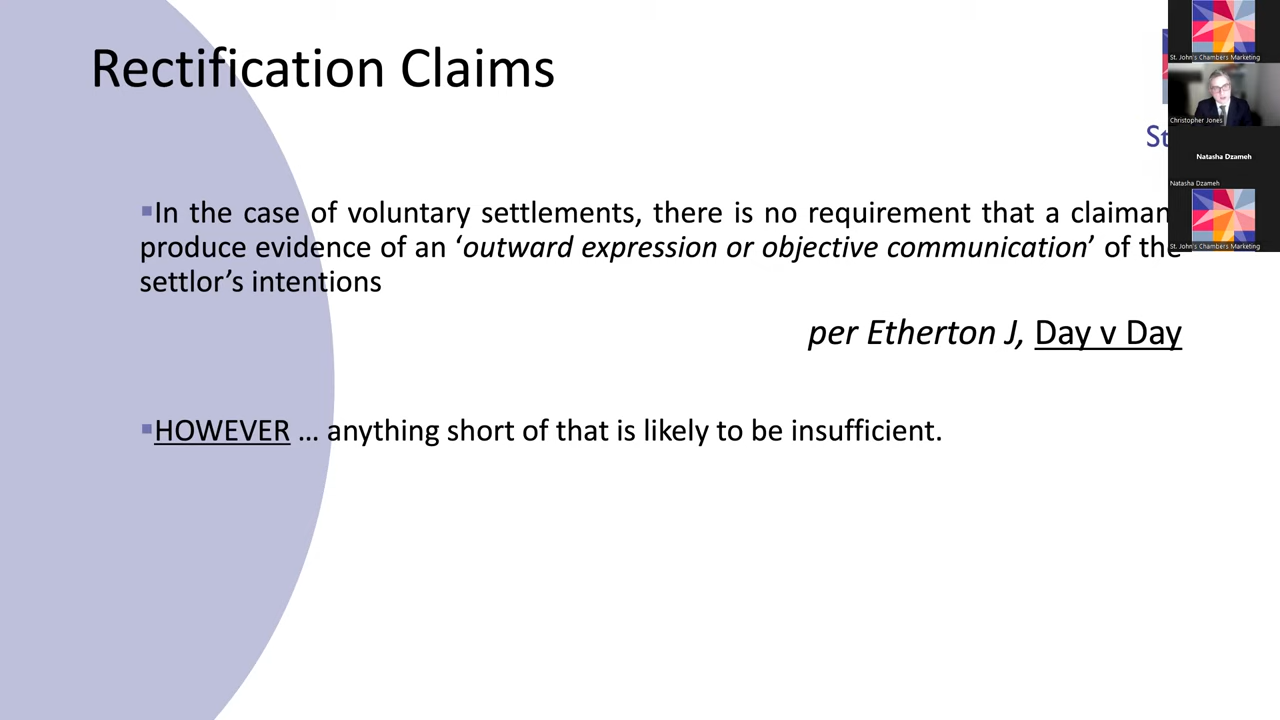 Rectification Claims
St. John's Chambers Marketing
Christopher Jones
St
Natasha Dzameh
Natasha Dzameh
▪In the case of voluntary settlements, there is no requirement that a claiman
produce evidence of an ‘outward expression or objective communication’ of the
St. John's Chambers Marketing
settlor’s intentions
per Etherton J, Day v Day
▪HOWEVER … anything short of that is likely to be insufficient.